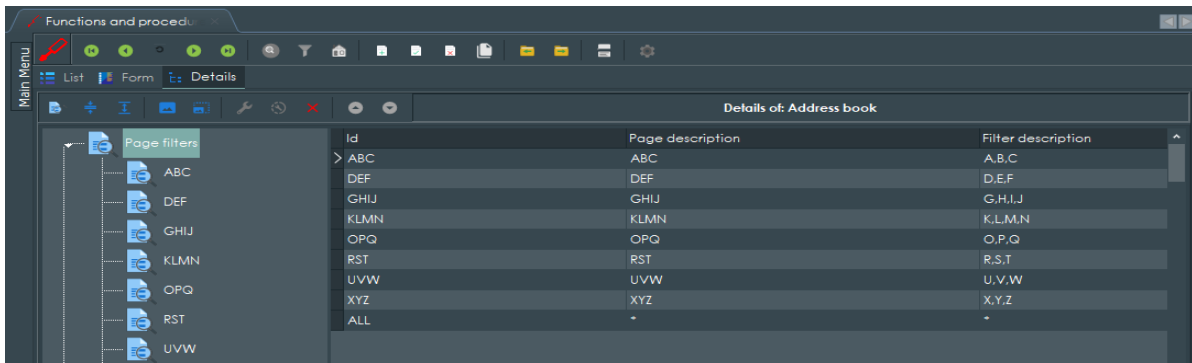 Functions and procedu
Main Menu
List Form Details
Details of: Address book
Page filters
ABC
DEF
GHIJ
KLMN
OPQ
RST
UVW
Id Page description Filter description
ABC ABC A,B,C
DEF DEF D,E,F
GHIJ GHIJ G,H,I,J
KLMN KLMN K,L,M,N
OPQ OPQ O,P,Q
RST RST R,S,T
UVW UVW U,V,W
XYZ XYZ X,Y,Z
ALL * *